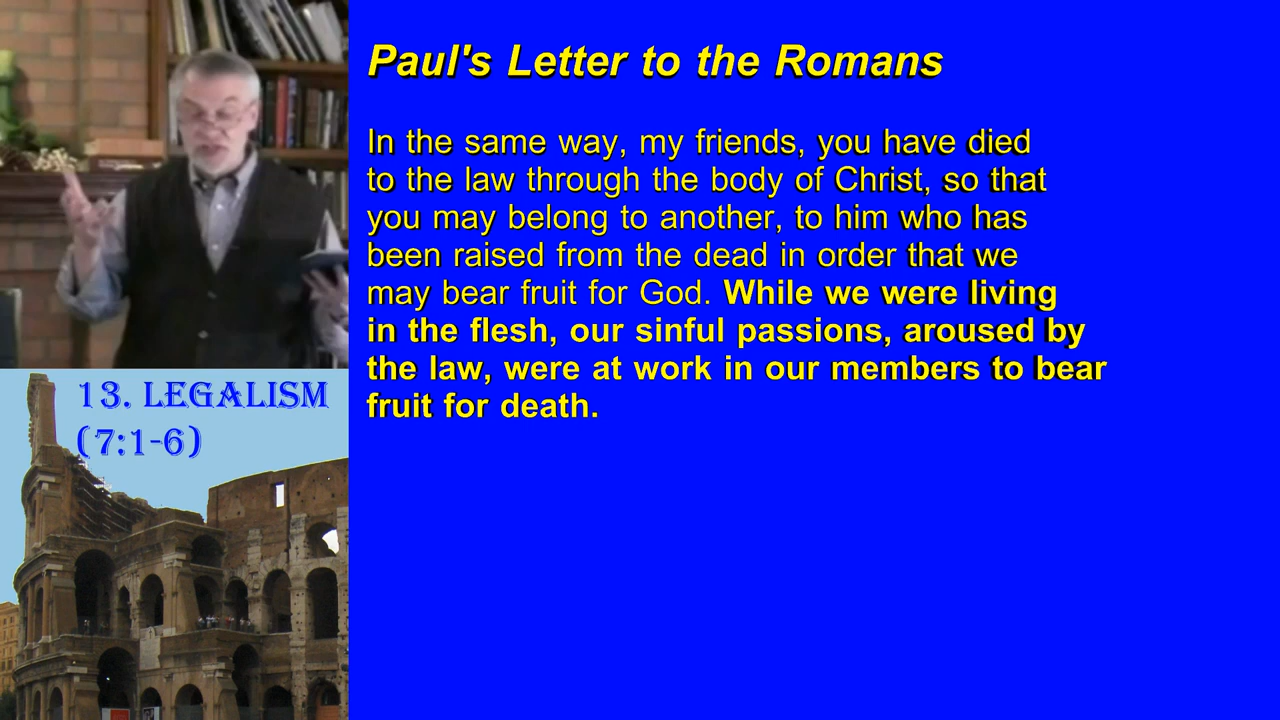 Paul's Letter to the Romans
In the same way, my friends, you have died
to the law through the body of Christ, so that
you may belong to another, to him who has
been raised from the dead in order that we
may bear fruit for God. While we were living
in the flesh, our sinful passions, aroused by
the law, were at work in our members to bear
fruit for death.
13. LEGALISM
(7:1-6)